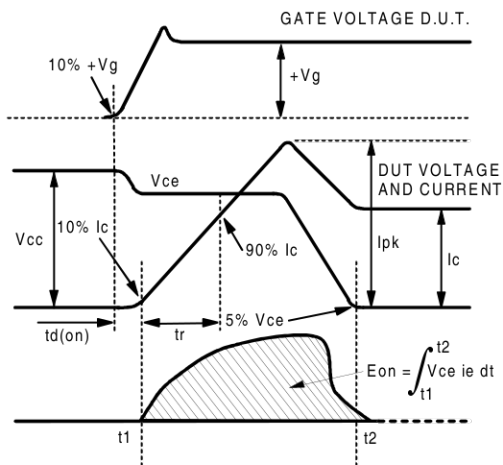 GATE VOLTAGE D.U.T.
10% +Vg
+Vg
Vce
DUT VOLTAGE
AND CURRENT
Vcc
10% Ic
90% Ic
Ipk
Ic
td(on)
tr
5% Vce
Eon = ∫ Vce ie dt
t2
t1
t1
t2